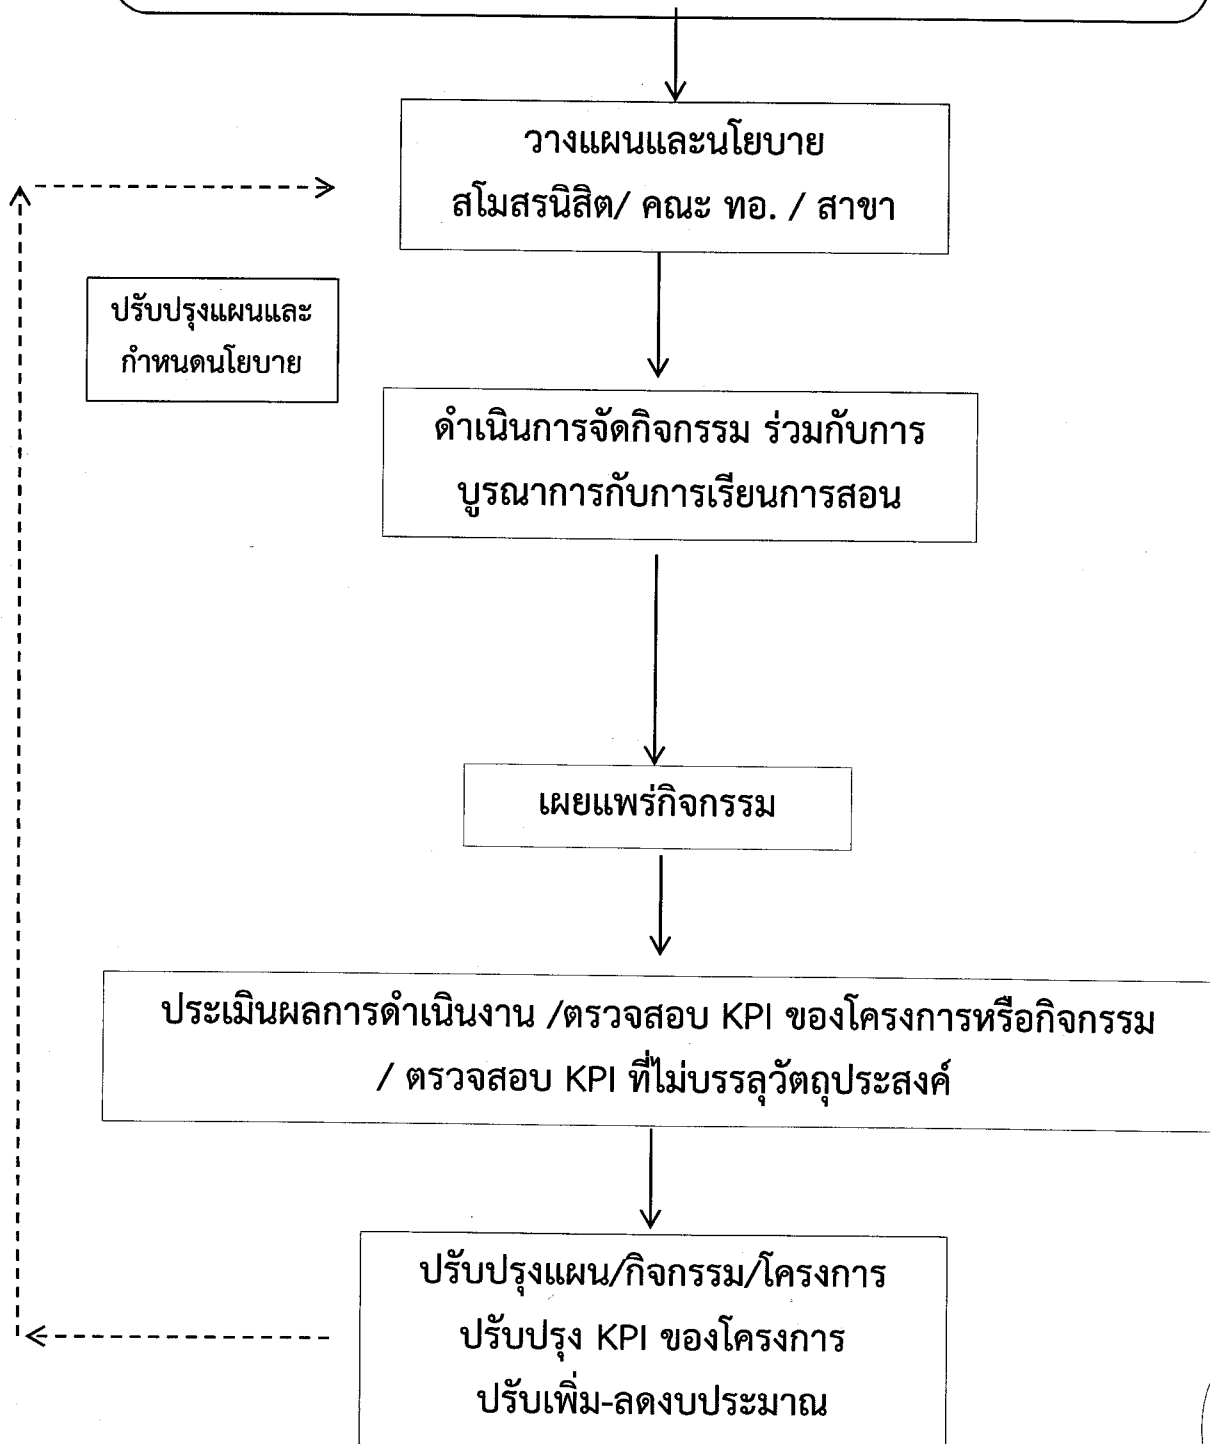 วางแผนและนโยบาย
สโมสรนิสิต/ คณะ ทอ. / สาขา
ปรับปรุงแผนและ
กำหนดนโยบาย
ดำเนินการจัดกิจกรรม ร่วมกับการ
บูรณาการกับการเรียนการสอน
เผยแพร่กิจกรรม
ประเมินผลการดำเนินงาน /ตรวจสอบ KPI ของโครงการหรือกิจกรรม
/ ตรวจสอบ KPI ที่ไม่บรรลุวัตถุประสงค์
ปรับปรุงแผน/กิจกรรม/โครงการ
ปรับปรุง KPI ของโครงการ
ปรับเพิ่ม-ลดงบประมาณ